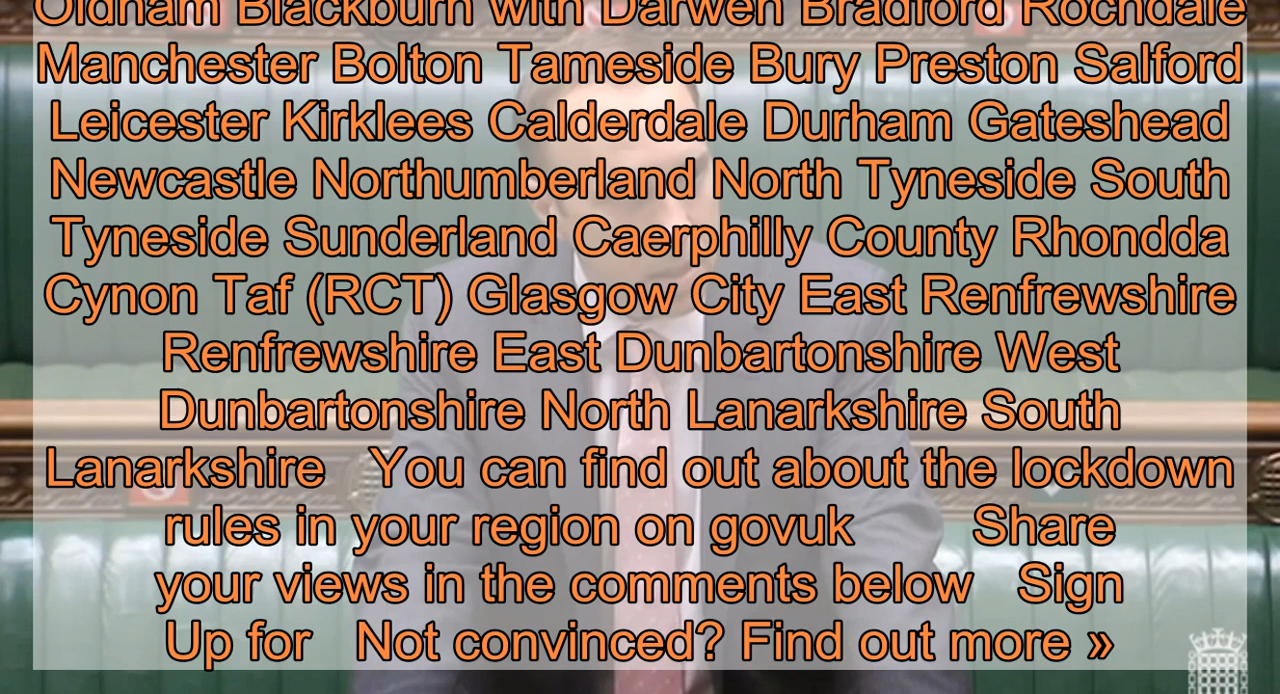 Oldham Blackburn with Darwen Bradford Rochdale
Manchester Bolton Tameside Bury Preston Salford
Leicester Kirklees Calderdale Durham Gateshead
Newcastle Northumberland North Tyneside South
Tyneside Sunderland Caerphilly County Rhondda
Cynon Taf (RCT) Glasgow City East Renfrewshire
Renfrewshire East Dunbartonshire West
Dunbartonshire North Lanarkshire South
Lanarkshire You can find out about the lockdown
rules in your region on govuk Share
your views in the comments below Sign
Up for Not convinced? Find out more »